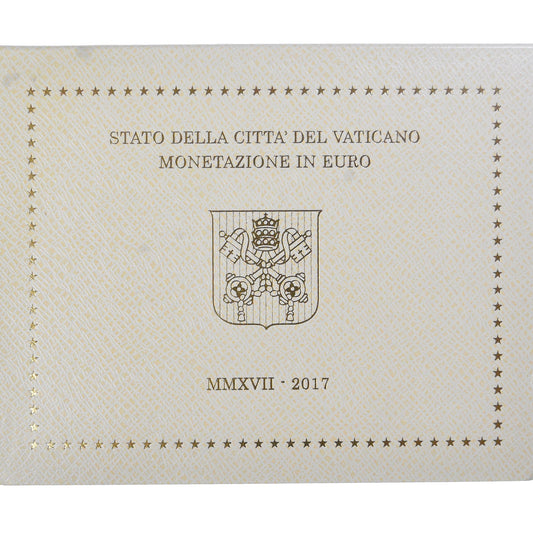 STATO DELLA CITTA' DEL VATICANO
MONETAZIONE IN EURO
MMXVII - 2017